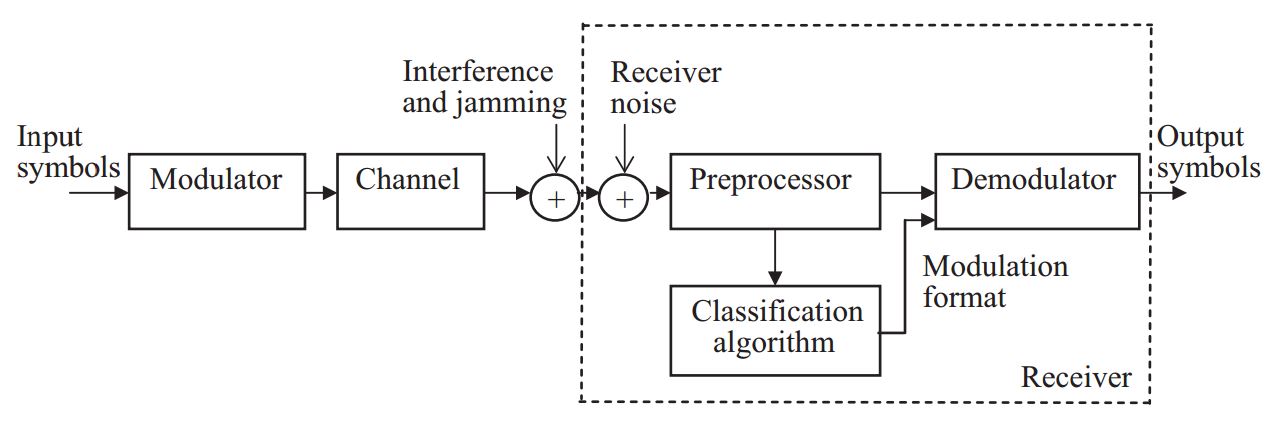 Interference
and jamming
Receiver
noise
Input
symbols
Modulator
Channel
+
+
Preprocessor
Demodulator
Output
symbols
Modulation
format
Classification
algorithm
Receiver